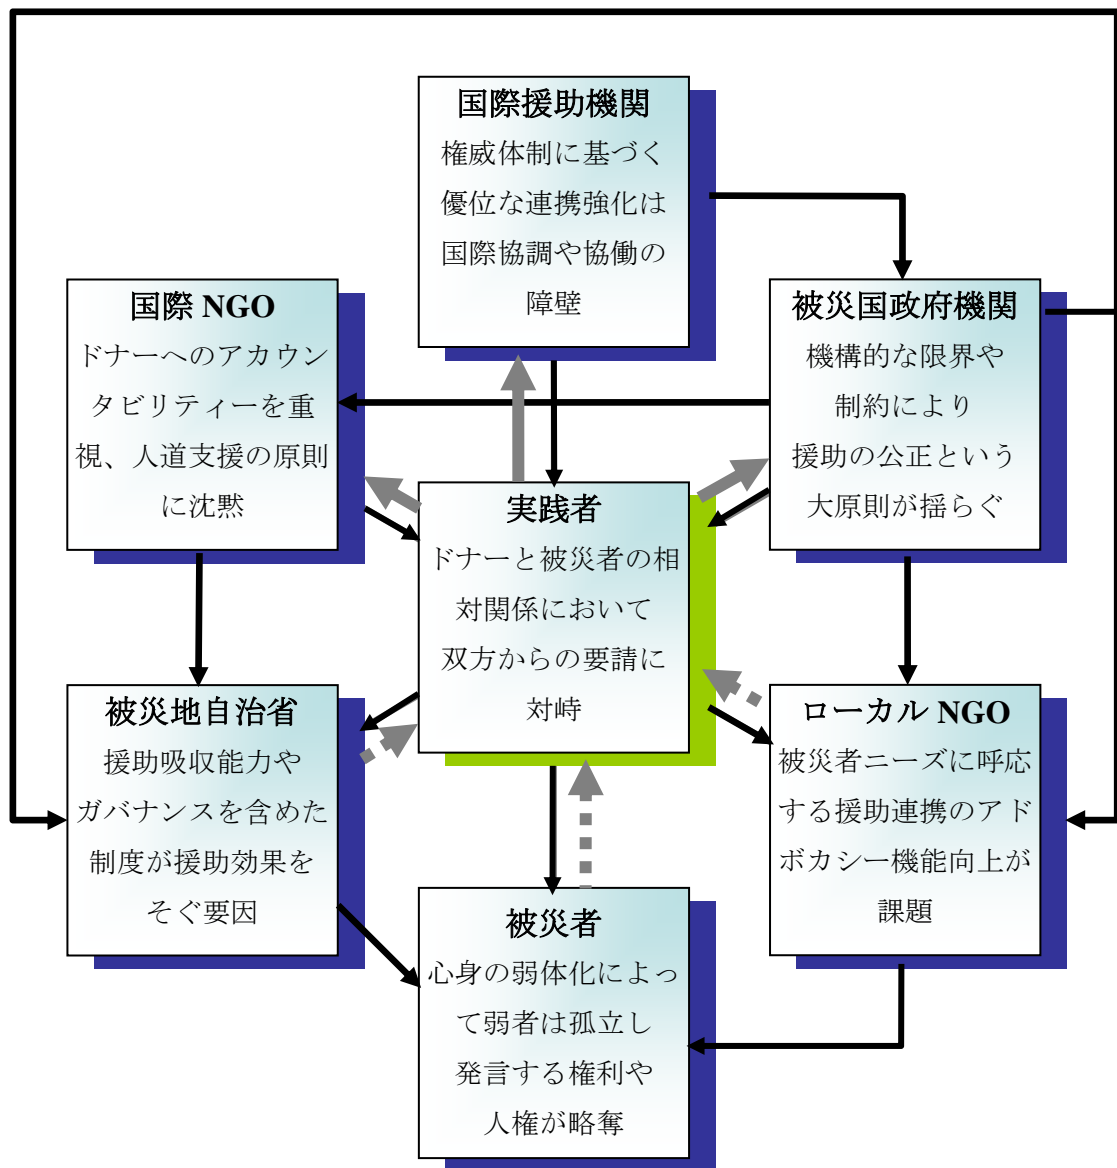 国際援助機関
権威体制に基づく
優位な連携強化は
国際協調や協働の
障壁
国際 NGO
ドナーへのアカウン
タビリティーを重
視、人道支援の原則
に沈黙
被災国政府機関
機構的な限界や
制約により
援助の公正という
大原則が揺らぐ
実践者
ドナーと被災者の相
対関係において
双方からの要請に
対峙
被災地自治省
援助吸収能力や
ガバナンスを含めた
制度が援助効果を
そぐ要因
ローカル NGO
被災者ニーズに呼応
する援助連携のアド
ボカシー機能向上が
課題
被災者
心身の弱体化によっ
て弱者は孤立し
発言する権利や
人権が略奪